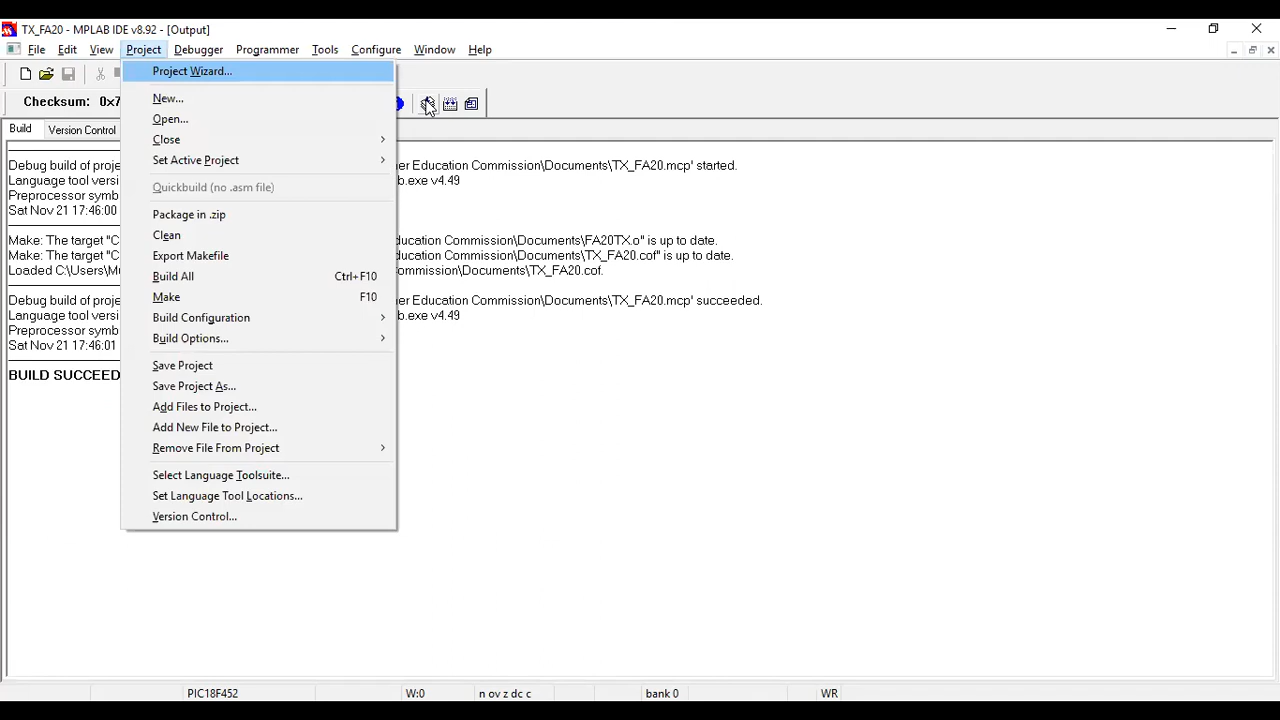 TX_FA20 - MPLAB IDE v8.92 - [Output]
File Edit View Project Debugger Programmer Tools Configure Window Help
Project Wizard...
New...
Checksum: 0x7
Open...
Build Version Control
Close
Set Active Project
Debug build of proje
ner Education Commission\Documents\TX_FA20.mcp' started.
Language tool versi
b.exe v4.49
Quickbuild (no .asm file)
Preprocessor symb
Sat Nov 21 17:46:00
Package in .zip
Clean
Make: The target "C
ducation Commission\Documents\FA20TX.o" is up to date.
Export Makefile
Make: The target "C
ducation Commission\Documents\TX_FA20.cof" is up to date.
Loaded C:\Users\Mu
ommission\Documents\TX_FA20.cof.
Build All Ctrl+F10
Make F10
Debug build of proje
ner Education Commission\Documents\TX_FA20.mcp' succeeded.
Language tool versi
b.exe v4.49
Build Configuration
Preprocessor symb
Build Options...
Sat Nov 21 17:46:01
Save Project
BUILD SUCCEED
Save Project As...
Add Files to Project...
Add New File to Project...
Remove File From Project
Select Language Toolsuite...
Set Language Tool Locations...
Version Control...
PIC18F452 W:0 n ov z dc c bank 0 WR